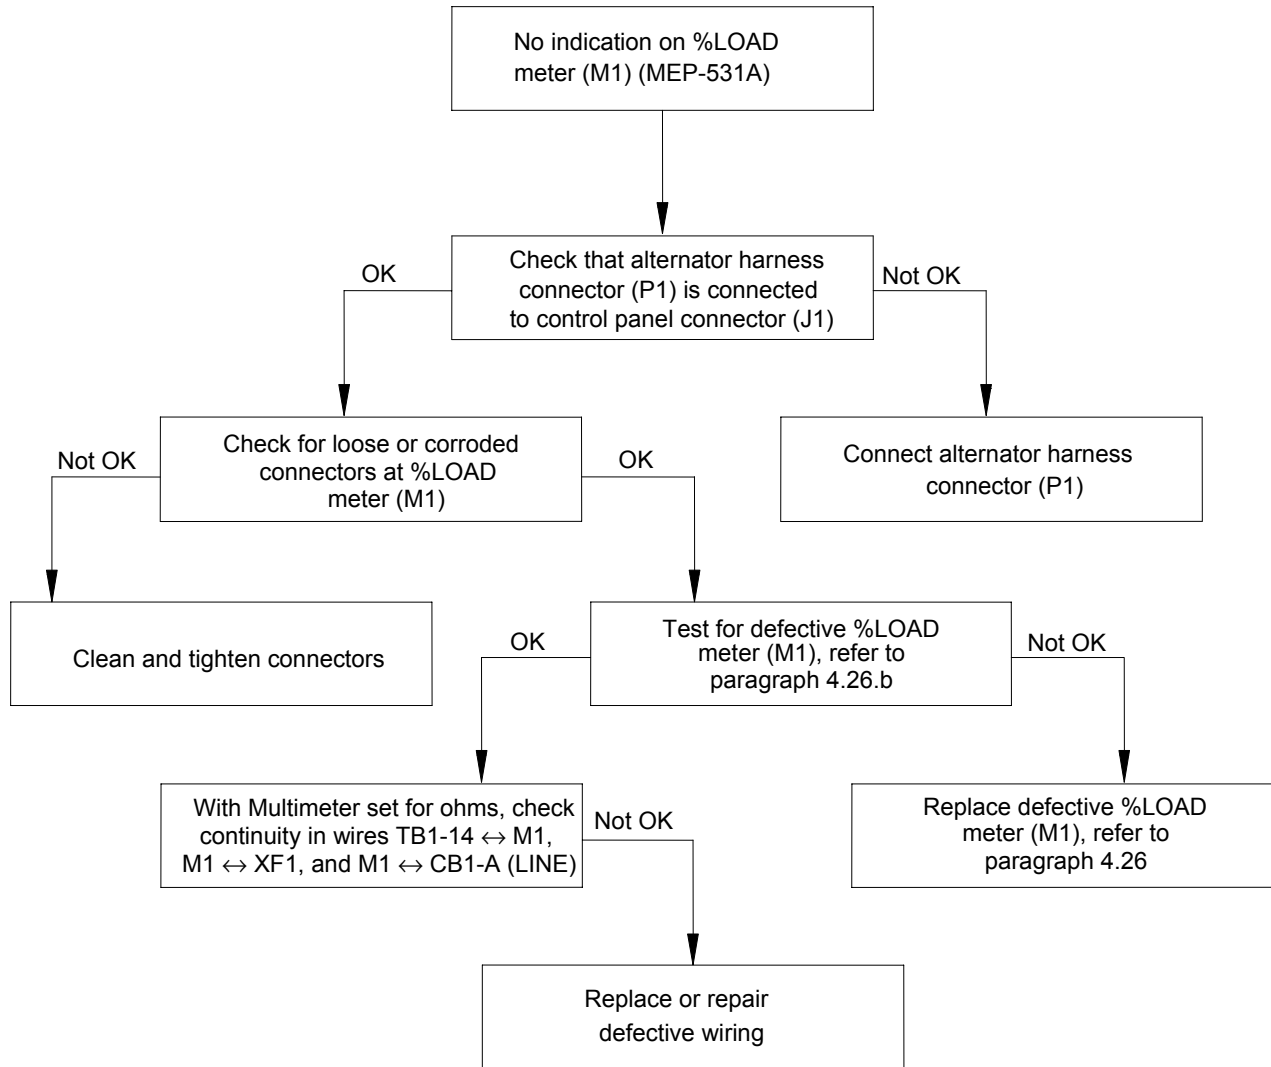 No indication on %LOAD
meter (M1) (MEP-531A)
Check that alternator harness
connector (P1) is connected
to control panel connector (J1)
OK
Not OK
Check for loose or corroded
connectors at %LOAD
meter (M1)
Not OK
OK
Connect alternator harness
connector (P1)
Clean and tighten connectors
Test for defective %LOAD
meter (M1), refer to
paragraph 4.26.b
OK
Not OK
With Multimeter set for ohms, check
continuity in wires TB1-14 ↔ M1,
M1 ↔ XF1, and M1 ↔ CB1-A (LINE)
Not OK
Replace defective %LOAD
meter (M1), refer to
paragraph 4.26
Replace or repair
defective wiring